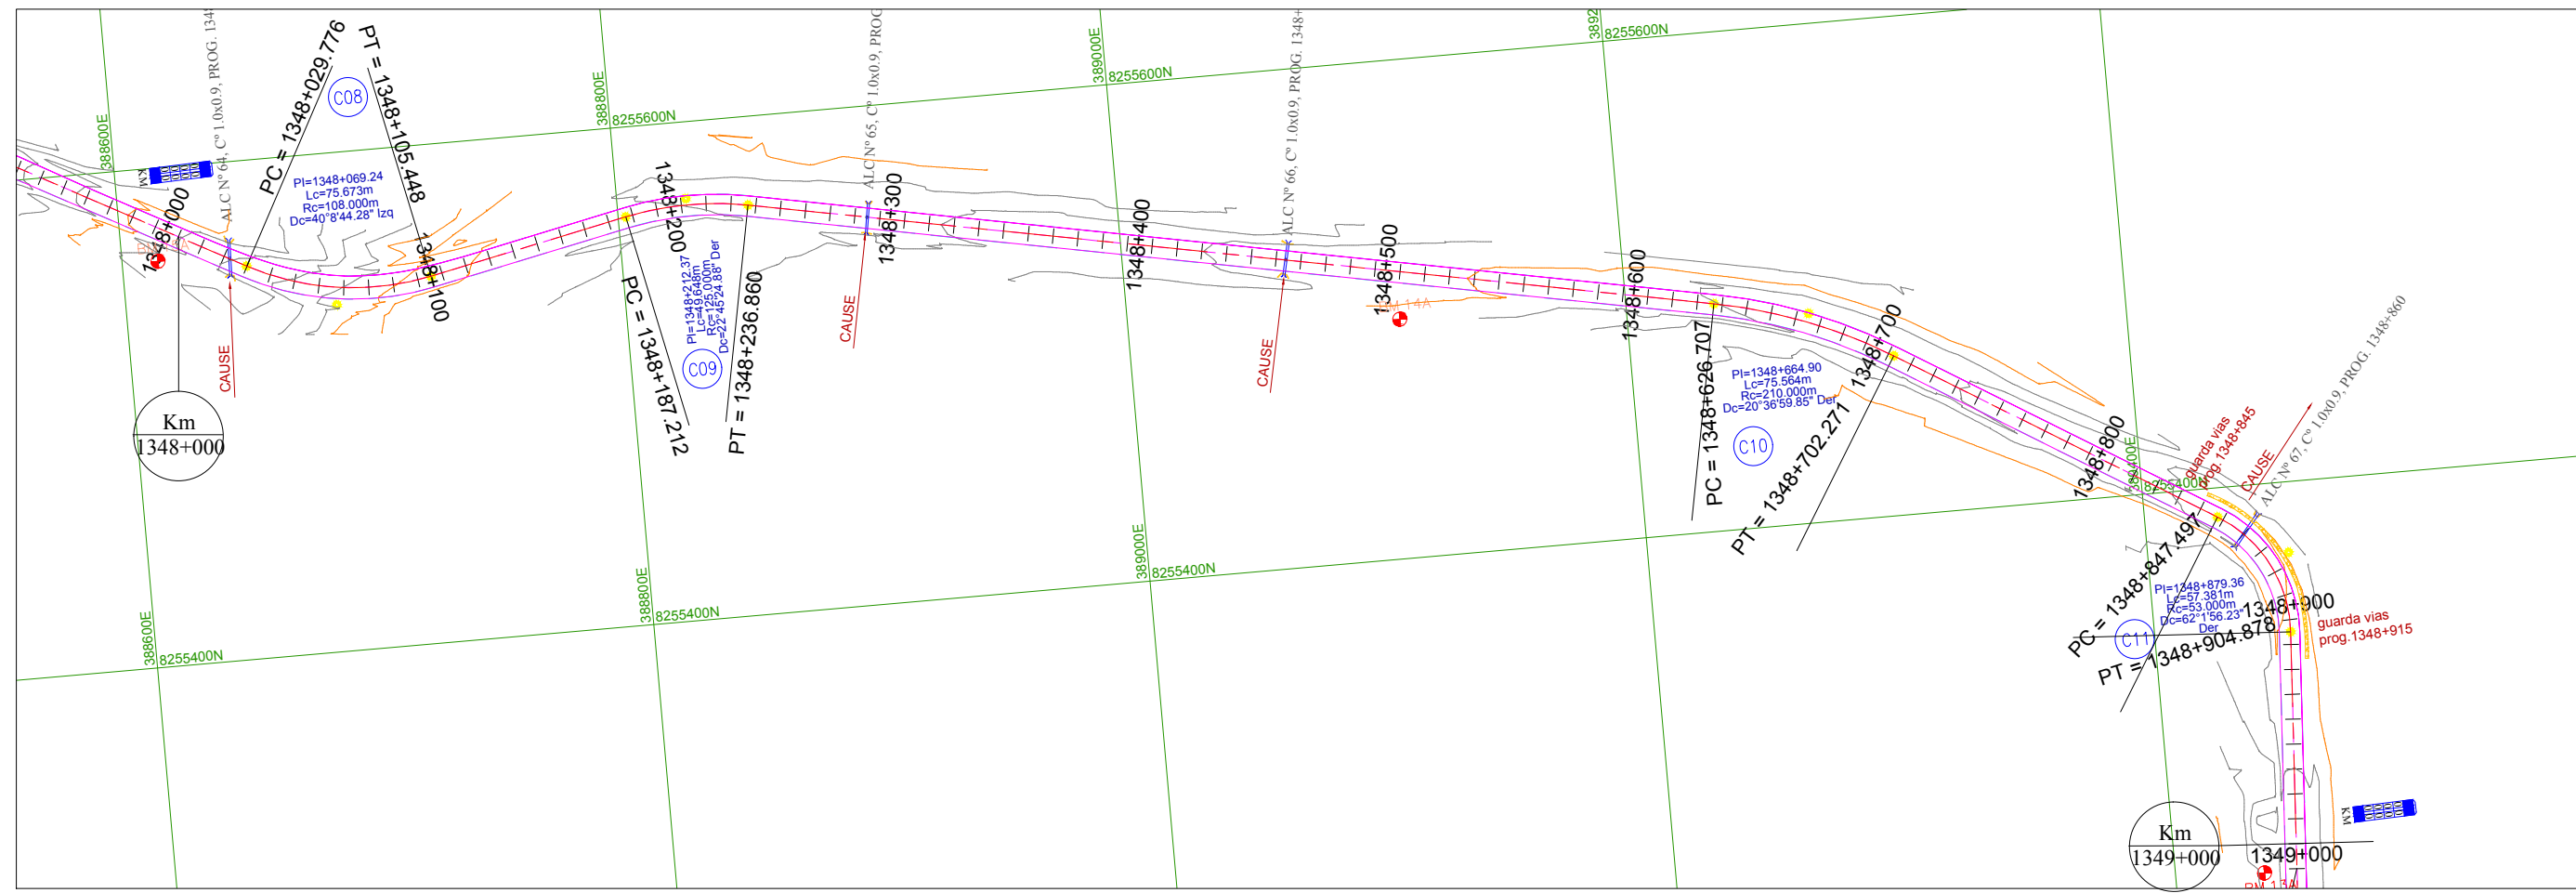 388600E
ALC Nº 64, Cº 1.0x0.9, PROG. 134
KM
1348+000
CAUSE
Km
1348+000
PC = 1348+029.776
C08
PT = 1348+105.448
PI=1348+069.24
Lc=75.673m
Rc=108.000m
Dc=40°8'44.28" Izq
1348+100
388800E
8255600N
1348+200
PC = 1348+187.212
PI=1348+212.37
Lc=49.648m
Rc=125.000m
Dc=22°45'24.88" Der
C09
PT = 1348+236.860
ALC Nº 65, Cº 1.0x0.9, PROG
1348+300
CAUSE
389000E
8255600N
1348+400
ALC Nº 66, Cº 1.0x0.9, PROG. 1348+
CAUSE
1348+500
BM 14A
3892
8255600N
1348+600
PC = 1348+626.707
PI=1348+664.90
Lc=75.564m
Rc=210.000m
Dc=20°36'59.85" Der
C10
1348+700
PT = 1348+702.271
1348+800
389400E
8255400N
guarda vias
prog.1348+845
CAUSE
ALC Nº 67, Cº 1.0x0.9, PROG. 1348+860
PC = 1348+847.497
PI=1348+879.36
Lc=57.381m
Rc=53.000m
Dc=62°1'56.23"
Der
C11
1348+900
PT = 1348+904.878
guarda vias
prog.1348+915
388600E
8255400N
388800E
8255400N
389000E
8255400N
KM
Km
1349+000
1349+000
BM 13A